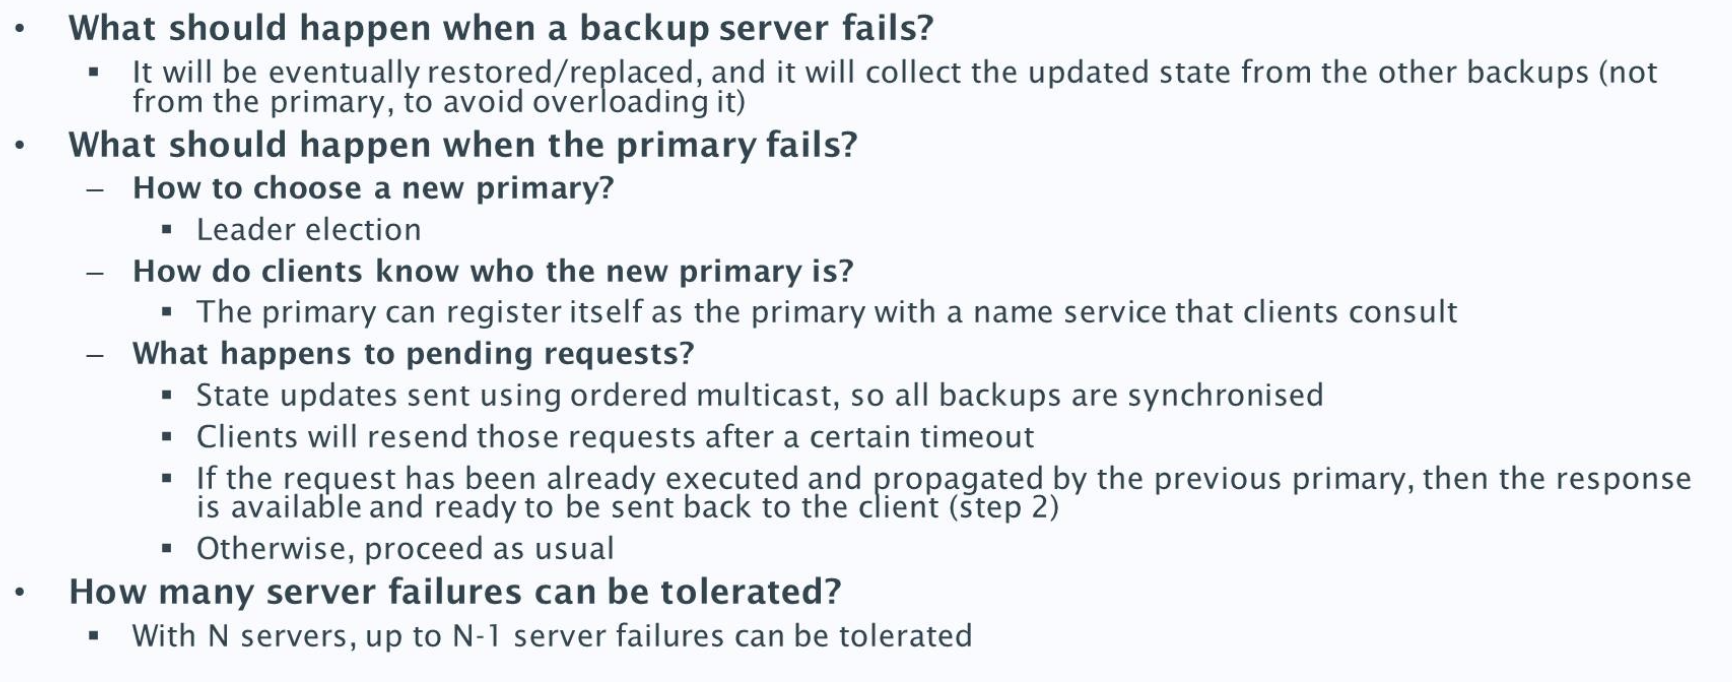 • What should happen when a backup server fails?
▪ It will be eventually restored/replaced, and it will collect the updated state from the other backups (not
from the primary, to avoid overloading it)
• What should happen when the primary fails?
– How to choose a new primary?
▪ Leader election
– How do clients know who the new primary is?
▪ The primary can register itself as the primary with a name service that clients consult
– What happens to pending requests?
▪ State updates sent using ordered multicast, so all backups are synchronised
▪ Clients will resend those requests after a certain timeout
▪ If the request has been already executed and propagated by the previous primary, then the response
is available and ready to be sent back to the client (step 2)
▪ Otherwise, proceed as usual
• How many server failures can be tolerated?
▪ With N servers, up to N-1 server failures can be tolerated